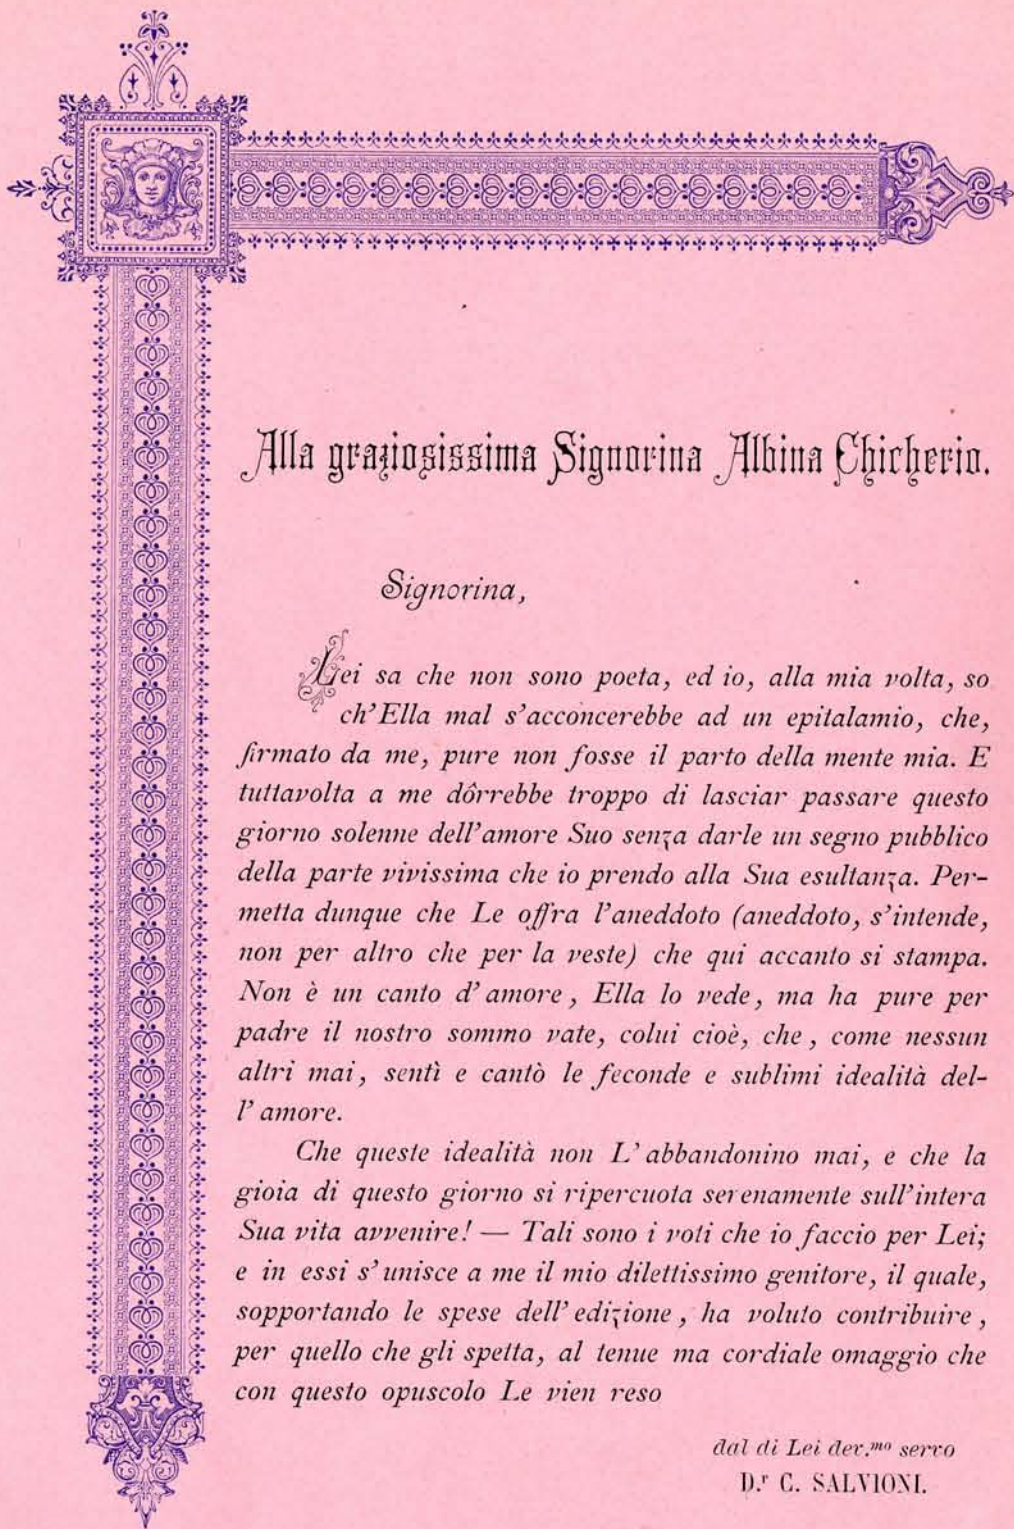 Alla graziosissima Signorina Albina Chicherio.
Signorina,
Lei sa che non sono poeta, ed io, alla mia volta, so
ch'Ella mal s'acconcerebbe ad un epitalamio, che,
firmato da me, pure non fosse il parto della mente mia. E
tuttavolta a me dôrrebbe troppo di lasciar passare questo
giorno solenne dell'amore Suo senza darle un segno pubblico
della parte vivissima che io prendo alla Sua esultanza. Per-
metta dunque che Le offra l'aneddoto (aneddoto, s'intende,
non per altro che per la veste) che qui accanto si stampa.
Non è un canto d'amore, Ella lo vede, ma ha pure per
padre il nostro sommo vate, colui cioè, che, come nessun
altri mai, sentì e cantò le feconde e sublimi idealità del-
l'amore.
Che queste idealità non L'abbandonino mai, e che la
gioia di questo giorno si ripercuota serenamente sull'intera
Sua vita avvenire! — Tali sono i voti che io faccio per Lei;
e in essi s'unisce a me il mio dilettissimo genitore, il quale,
sopportando le spese dell'edizione, ha voluto contribuire,
per quello che gli spetta, al tenue ma cordiale omaggio che
con questo opuscolo Le vien reso
dal di Lei dev.mo servo
D.r C. SALVIONI.